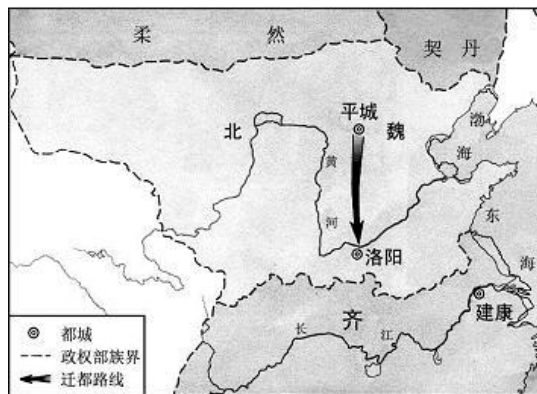 柔然
契丹
平城
北魏
渤海
黄河
东海
洛阳
建康
齐
长江
都城
政权部族界
迁都路线